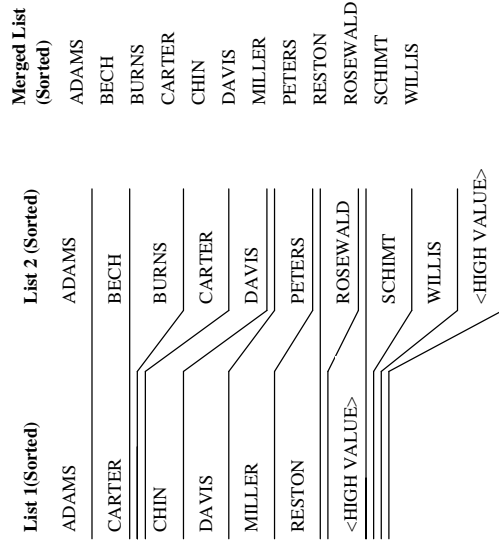 List 1(Sorted)
ADAMS
CARTER
CHIN
DAVIS
MILLER
RESTON
<HIGH VALUE>
List 2 (Sorted)
ADAMS
BECH
BURNS
CARTER
DAVIS
PETERS
ROSEWALD
SCHIMT
WILLIS
<HIGH VALUE>
Merged List
(Sorted)
ADAMS
BECH
BURNS
CARTER
CHIN
DAVIS
MILLER
PETERS
RESTON
ROSEWALD
SCHIMT
WILLIS